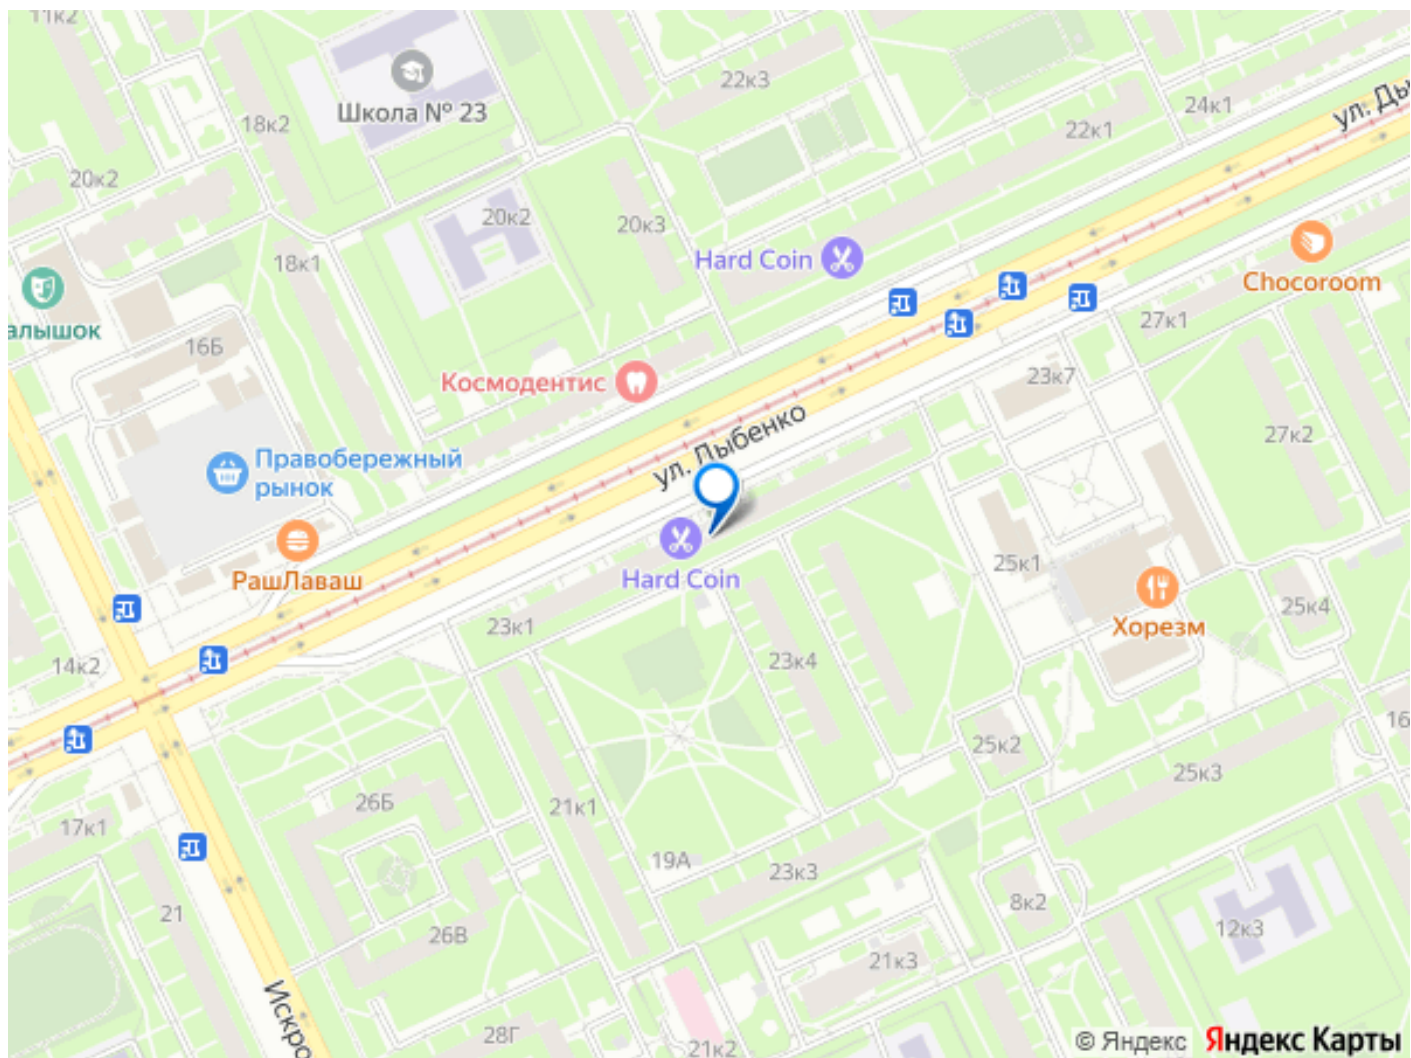 11к2
22к3
Школа № 23
18к2
24к1
ул. Ды
22к1
20к2
20к2
20к3
18к1
Hard Coin
Chocoroom
алышок
27к1
16Б
Космодентис
23к7
ул. Дыбенко
27к2
Правобережный
рынок
РашЛаваш
Hard Coin
25к1
25к4
23к1
Хорезм
14к2
23к4
16
25к2
25к3
26Б
21к1
17к1
19А
23к3
21
8к2
12к3
26В
21к3
Искро
28Г
21к2
© Яндекс
Яндекс Карты